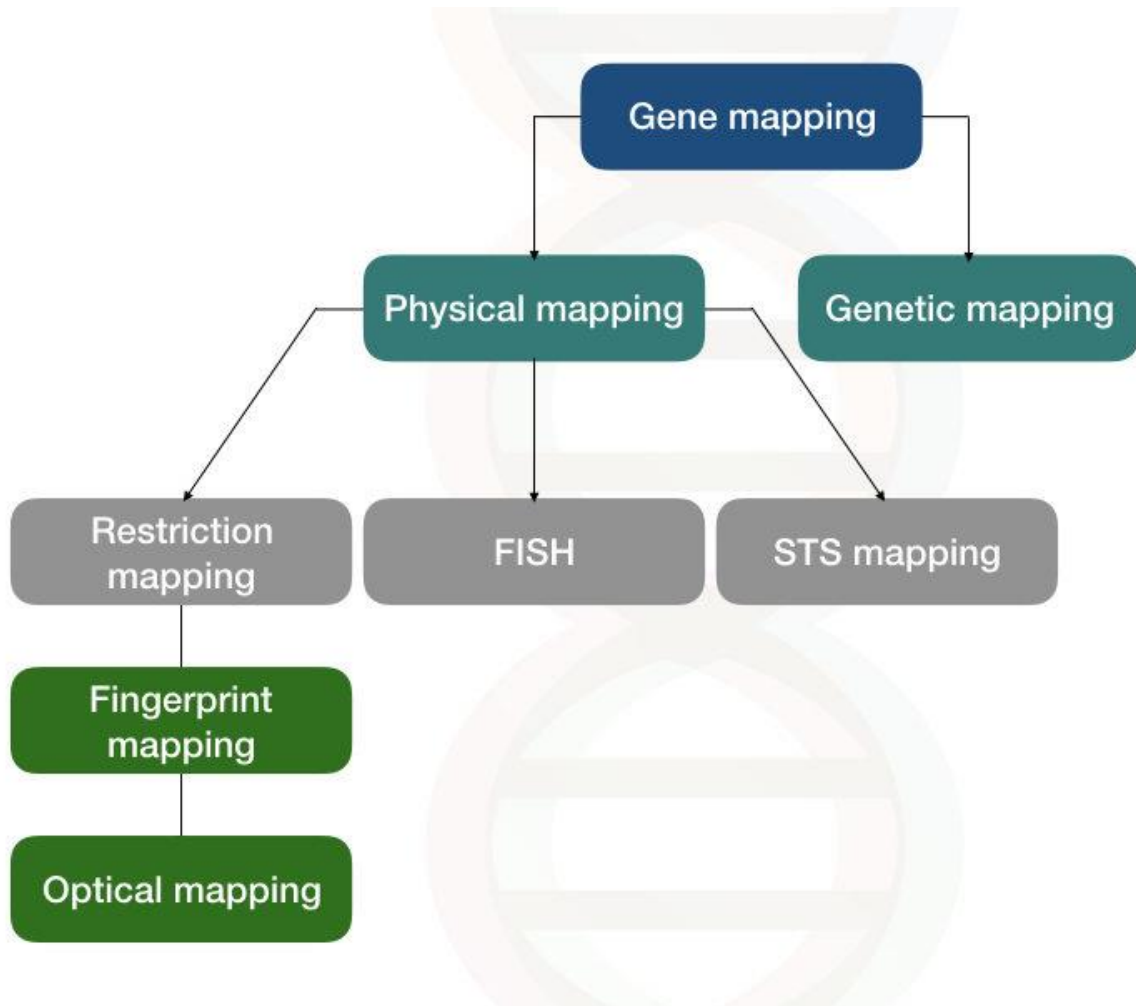 Gene mapping
Physical mapping
Genetic mapping
Restriction
mapping
FISH
STS mapping
Fingerprint
mapping
Optical mapping